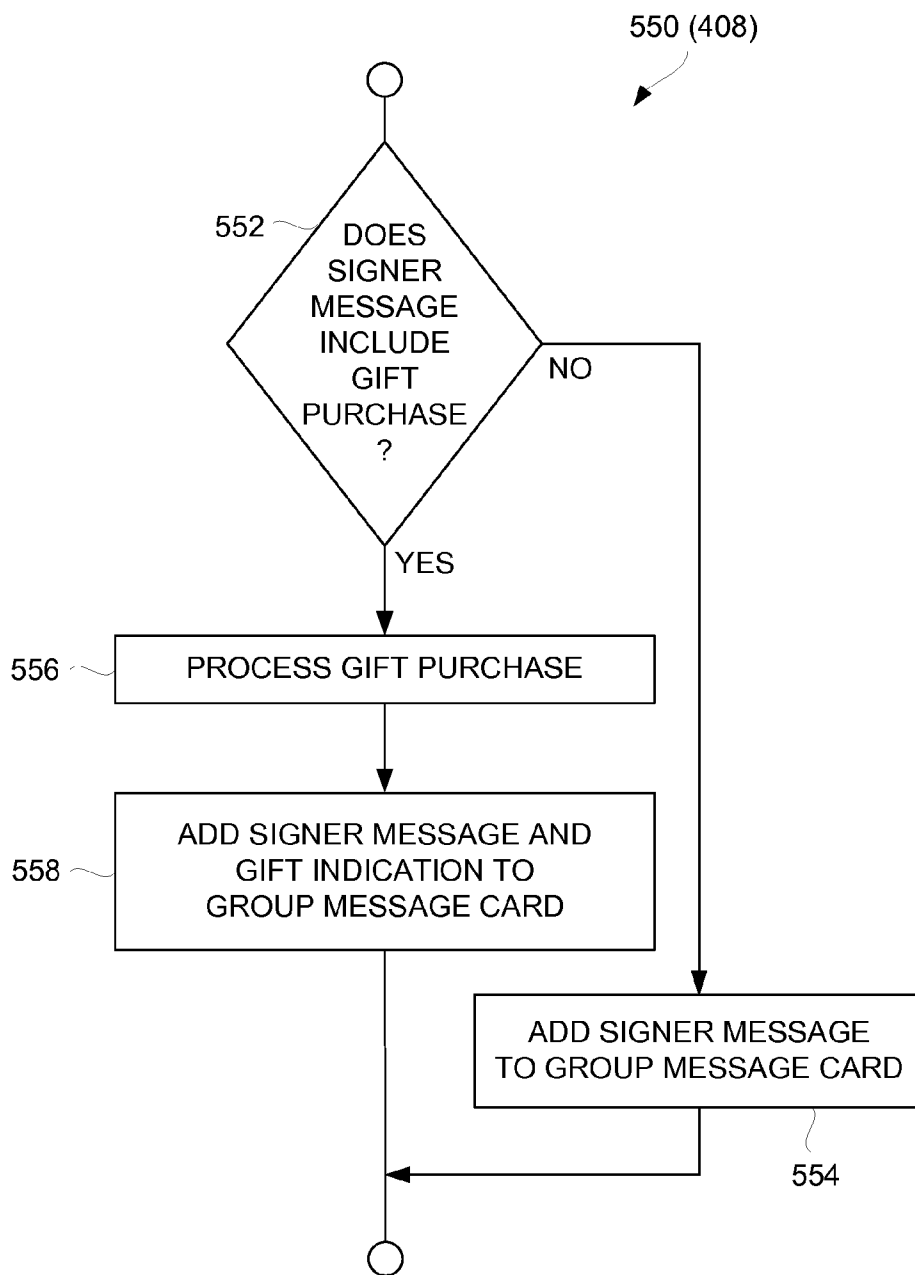 550 (408)
552
DOES
SIGNER
MESSAGE
INCLUDE
GIFT
PURCHASE
?
NO
YES
556
PROCESS GIFT PURCHASE
558
ADD SIGNER MESSAGE AND
GIFT INDICATION TO
GROUP MESSAGE CARD
ADD SIGNER MESSAGE
TO GROUP MESSAGE CARD
554